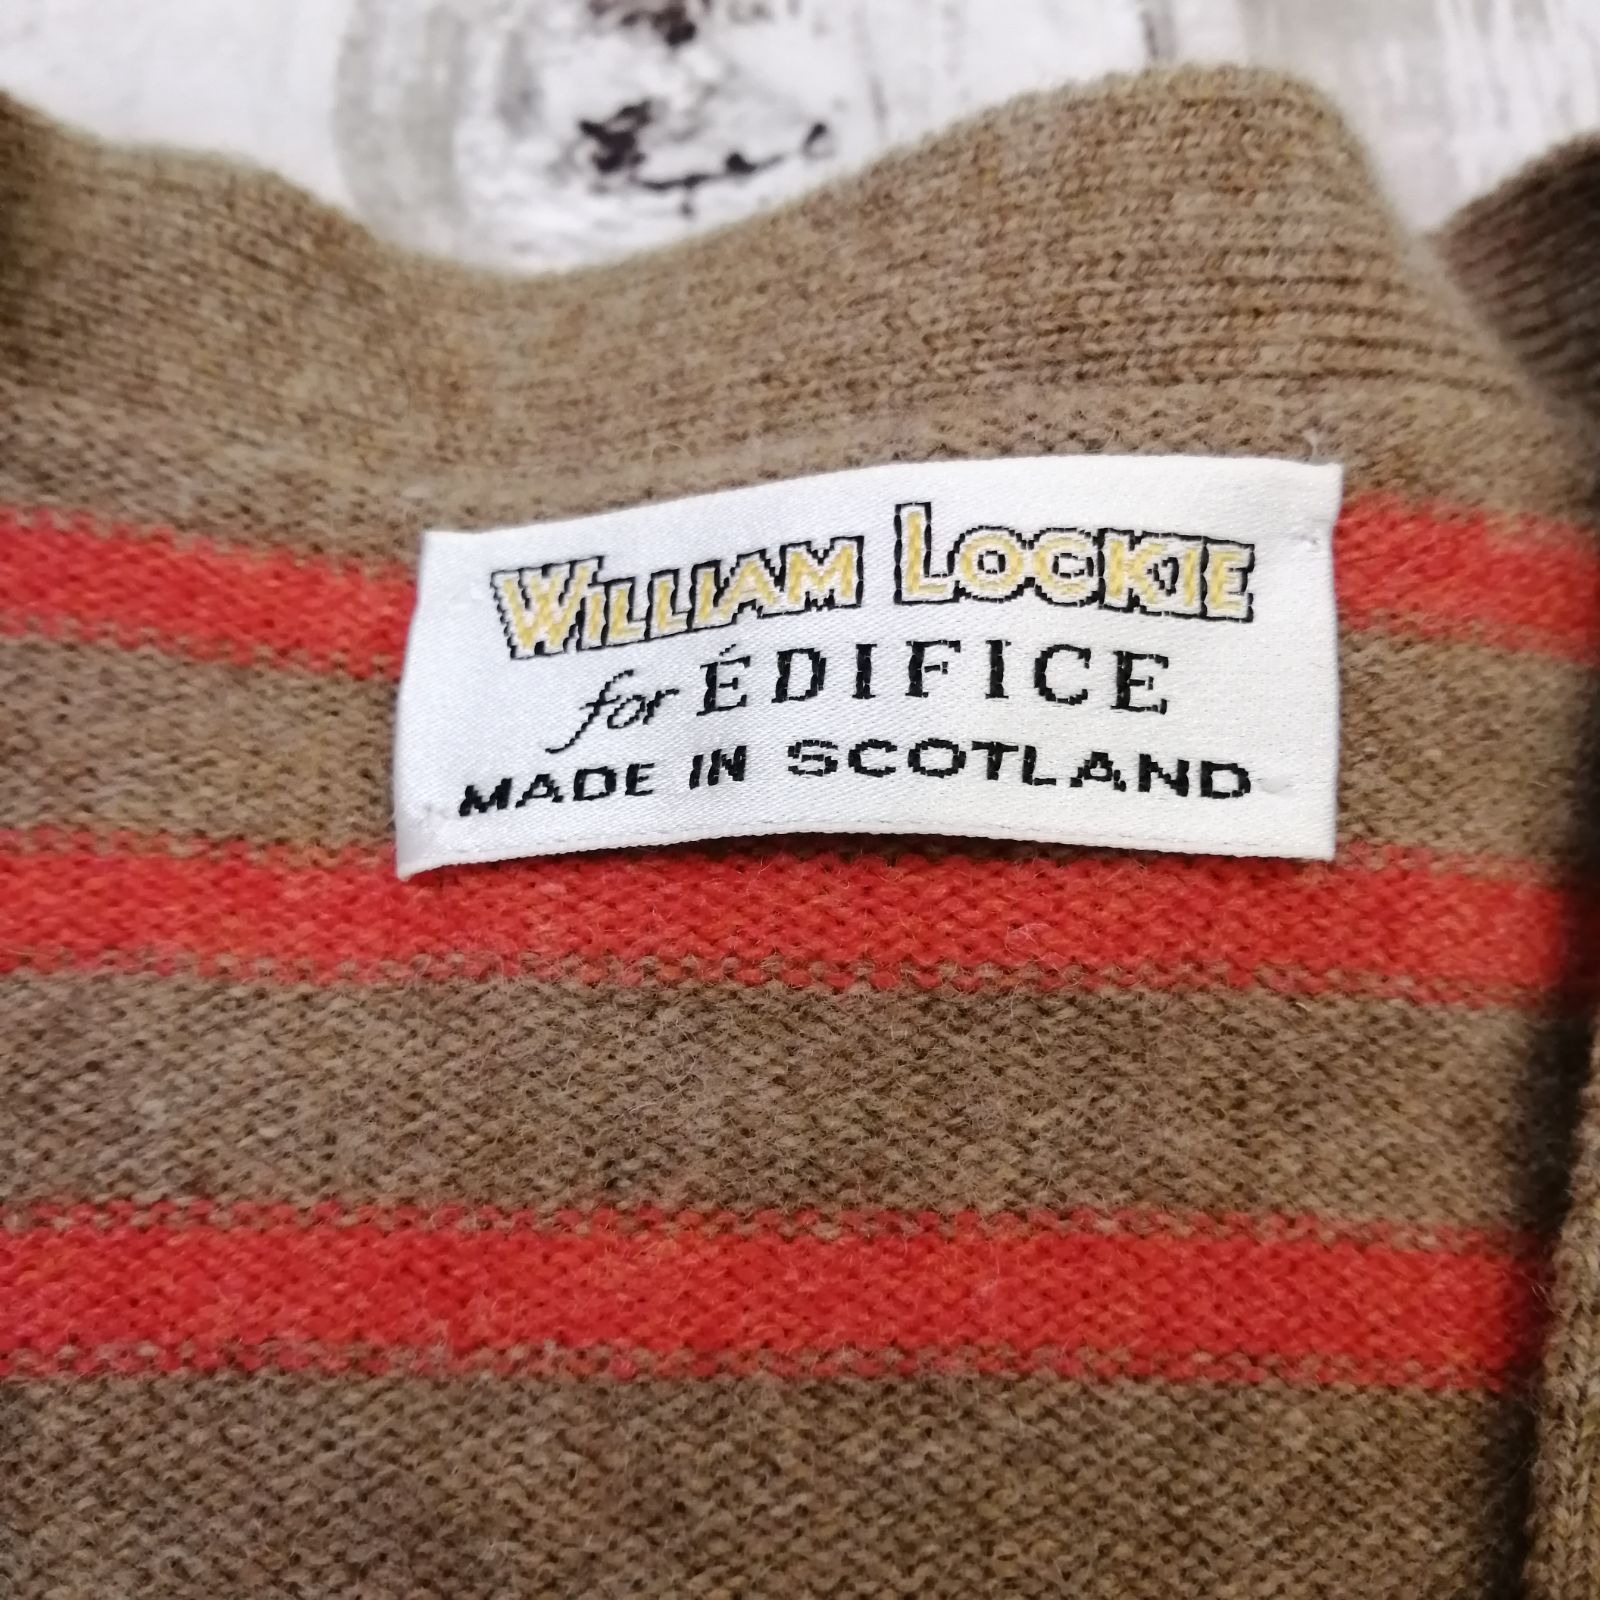 WILLIAM LOCKIE
for ÉDIFICE
MADE IN SCOTLAND